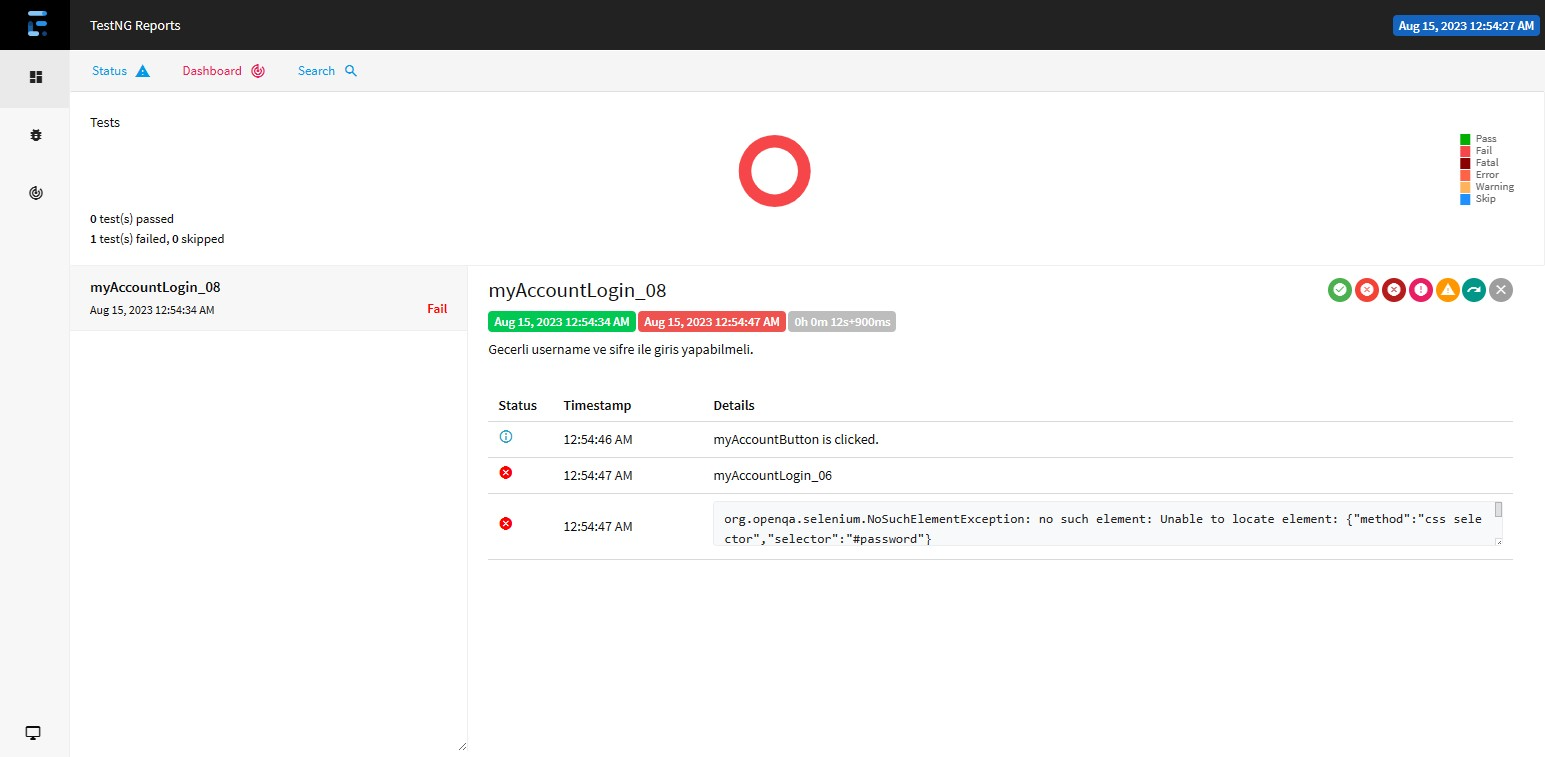 TestNG Reports
Aug 15, 2023 12:54:27 AM
Status
Dashboard
Search
Tests
Pass
Fail
Fatal
Error
Warning
Skip
0 test(s) passed
1 test(s) failed, 0 skipped
myAccountLogin_08
Aug 15, 2023 12:54:34 AM
Fail
myAccountLogin_08
Aug 15, 2023 12:54:34 AM Aug 15, 2023 12:54:47 AM 0h 0m 12s+900ms
Gecerli username ve sifre ile giris yapabilmeli.
Status Timestamp Details
12:54:46 AM myAccountButton is clicked.
12:54:47 AM myAccountLogin_06
12:54:47 AM
org.openqa.selenium.NoSuchElementException: no such element: Unable to locate element: {"method":"css sele
ctor","selector":"#password"}